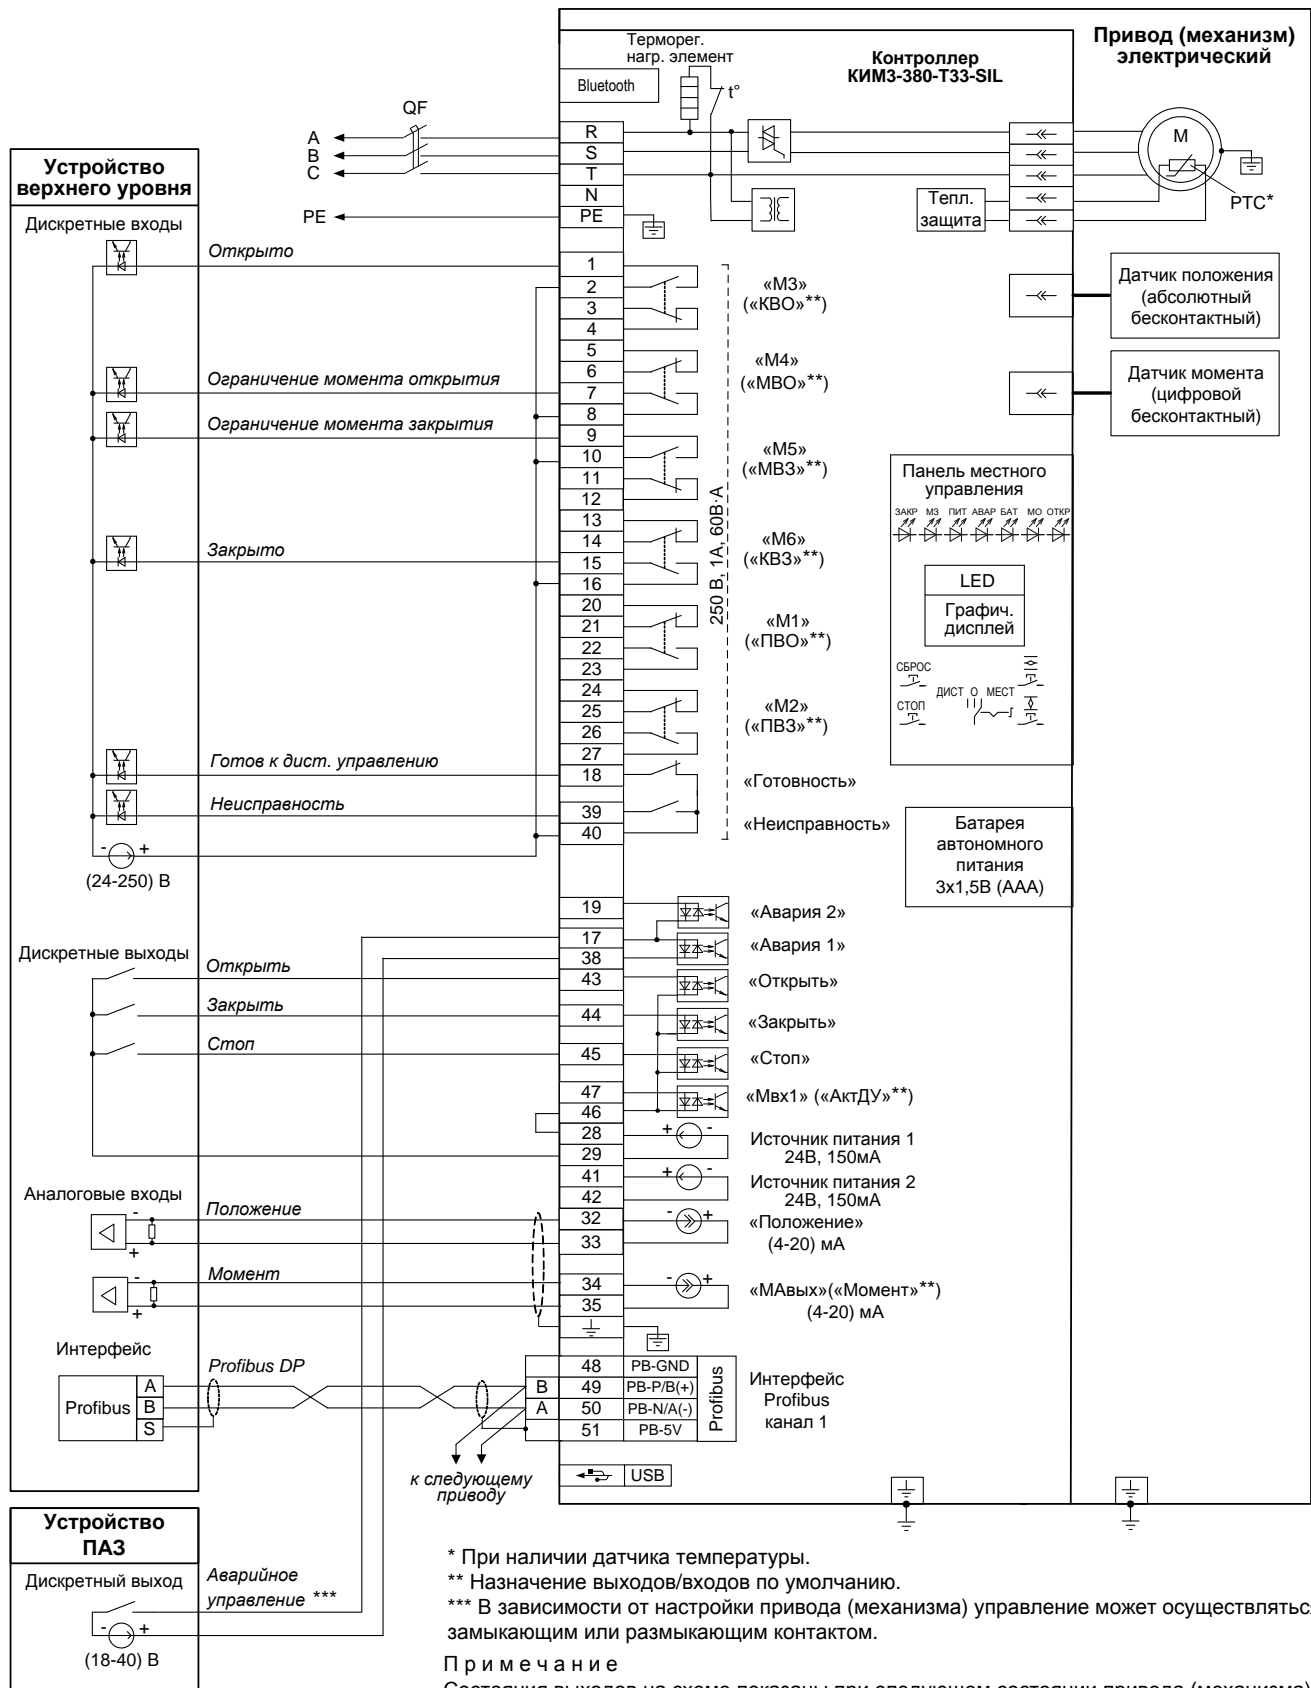 Терморег.
нагр. элемент
Bluetooth
t°
Контроллер
КИМ3-380-Т33-SIL
Привод (механизм)
электрический
QF
A
B
C
PE
R
S
T
N
PE
M
PTC*
Тепл.
защита
Устройство
верхнего уровня
Дискретные входы
Открыто
1
2
3
4
«М3»
(«КВО»**)
Датчик положения
(абсолютный
бесконтактный)
Ограничение момента открытия
5
6
7
8
«М4»
(«МВО»**)
Датчик момента
(цифровой
бесконтактный)
Ограничение момента закрытия
9
10
11
12
«М5»
(«МВЗ»**)
Закрыто
13
14
15
16
«М6»
(«КВЗ»**)
20
21
22
23
«М1»
(«ПВО»**)
24
25
26
27
«М2»
(«ПВЗ»**)
250 В, 1А, 60В·А
Панель местного
управления
ЗАКР МЗ ПИТ АВАР БАТ МО ОТКР
LED
Графич.
дисплей
СБРОС
СТОП
ДИСТ О МЕСТ
Готов к дист. управлению
18
«Готовность»
Неисправность
39
40
«Неисправность»
- +
(24-250) В
Батарея
автономного
питания
3х1,5В (ААА)
19
«Авария 2»
17
38
«Авария 1»
Дискретные выходы
Открыть
43
«Открыть»
Закрыть
44
«Закрыть»
Стоп
45
«Стоп»
47
46
«Мвх1» («АктДУ»**)
28
29
+ -
Источник питания 1
24В, 150мА
41
42
+ -
Источник питания 2
24В, 150мА
Аналоговые входы
Положение
-
+
32
33
- +
«Положение»
(4-20) мА
Момент
-
+
34
35
- +
«МАвых»(«Момент»**)
(4-20) мА
Интерфейс
Profibus DP
Profibus
A
B
S
B
A
48 PB-GND
49 PB-P/B(+)
50 PB-N/A(-)
51 PB-5V
Profibus
Интерфейс
Profibus
канал 1
к следующему
приводу
USB
Устройство
ПАЗ
Дискретный выход
Аварийное
управление ***
- +
(18-40) В
* При наличии датчика температуры.
** Назначение выходов/входов по умолчанию.
*** В зависимости от настройки привода (механизма) управление может осуществлятьс
замыкающим или размыкающим контактом.
Примечание
Состояния выходов на схеме показаны при следующем состоянии привода (механизма)